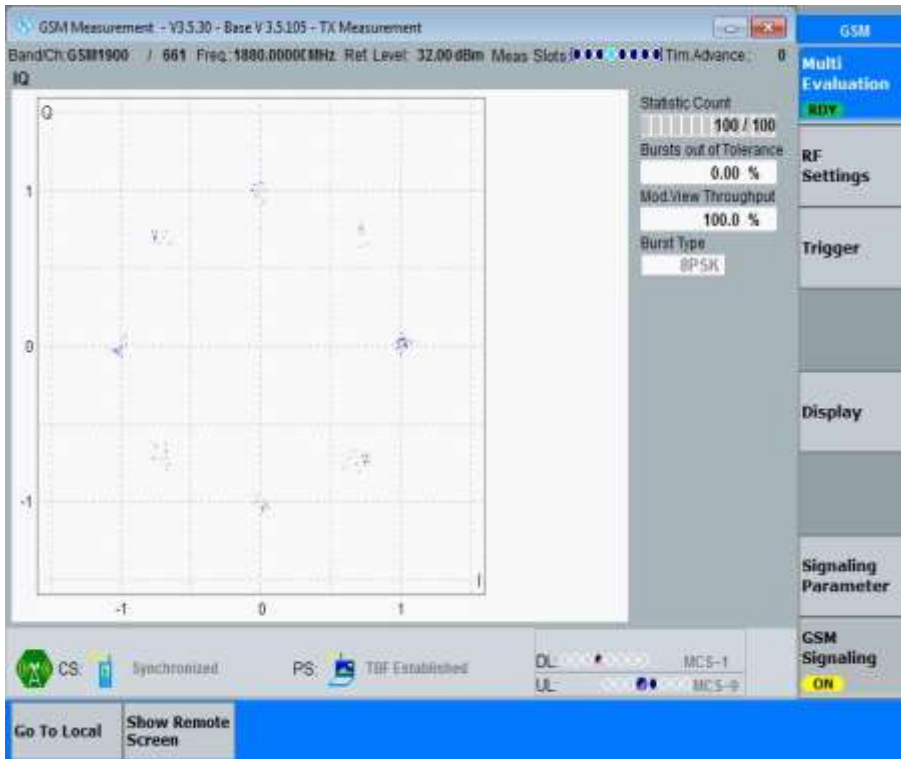 GSM Measurement - V3.5.30 - Base V 3.5.105 - TX Measurement
Band/Ch:GSM1900 / 661 Freq.:1880.00000 MHz Ref. Level: 32.00 dBm Meas Slots: Tim.Advance.: 0
IQ
Q
1
0
-1
I
-1 0 1
Statistic Count
100 / 100
Bursts out of Tolerance
0.00 %
Mod.View Throughput
100.0 %
Burst Type
8PSK
GSM
Multi
Evaluation
RDY
RF
Settings
Trigger
Display
Signaling
Parameter
GSM
Signaling
ON
CS: Synchronized PS: TBF Established
DL: MCS-1
UL: MCS-9
Go To Local
Show Remote
Screen